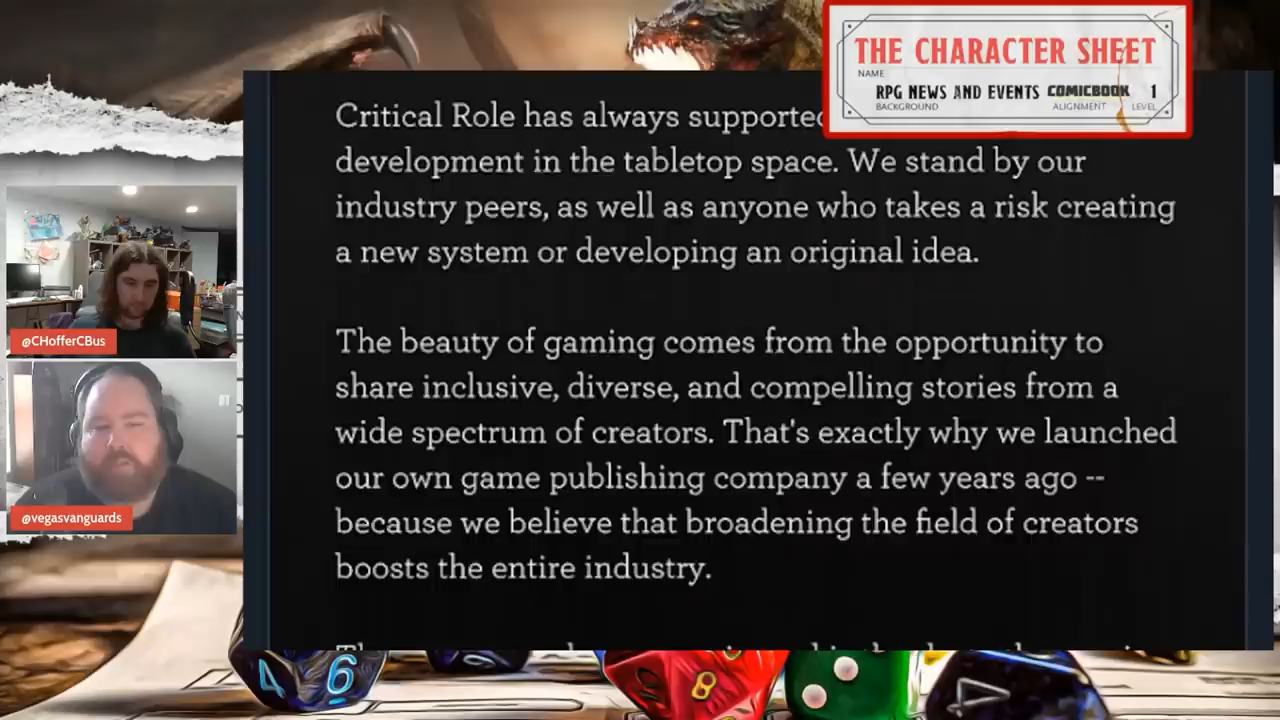 THE CHARACTER SHEET
NAME
RPG NEWS AND EVENTS COMICBOOK 1
BACKGROUND ALIGNMENT LEVEL
Critical Role has always supported
development in the tabletop space. We stand by our
industry peers, as well as anyone who takes a risk creating
a new system or developing an original idea.
The beauty of gaming comes from the opportunity to
share inclusive, diverse, and compelling stories from a
wide spectrum of creators. That's exactly why we launched
our own game publishing company a few years ago --
because we believe that broadening the field of creators
boosts the entire industry.
@CHofferCBus
@vegasvanguards
4 6
8